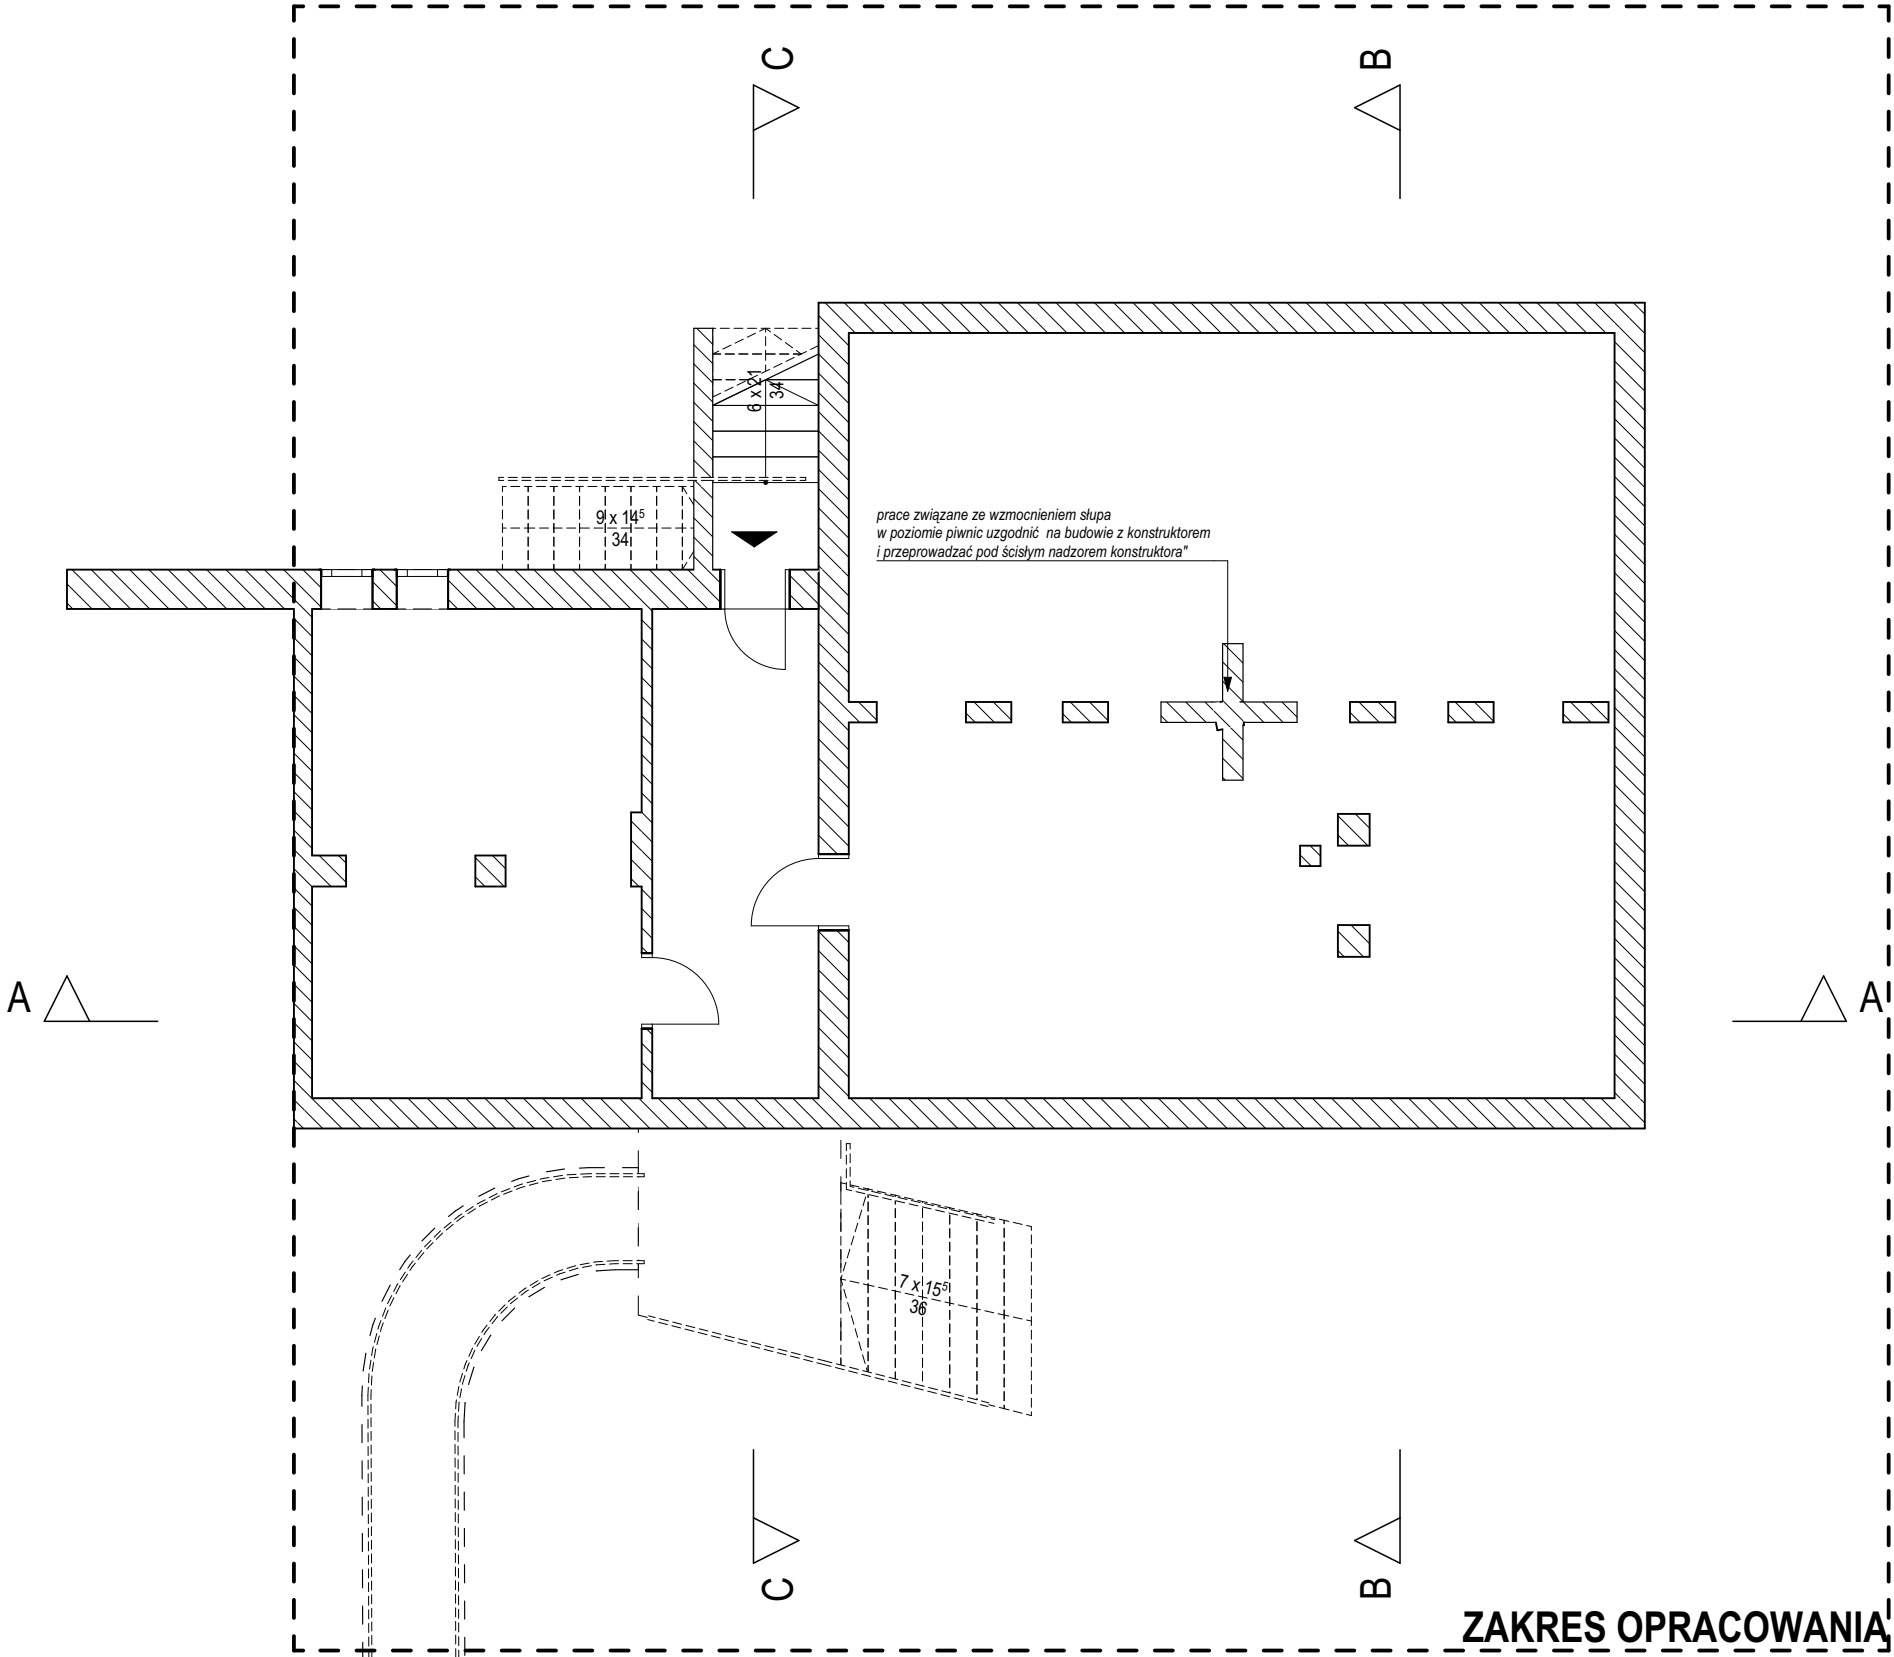 C
B
6 x 21
34
9 x 14⁵
34
prace związane ze wzmocnieniem słupa
w poziomie piwnic uzgodnić na budowie z konstruktorem
i przeprowadzać pod ścisłym nadzorem konstruktora"
A
A
7 x 15⁵
36
C
B
ZAKRES OPRACOWANIA